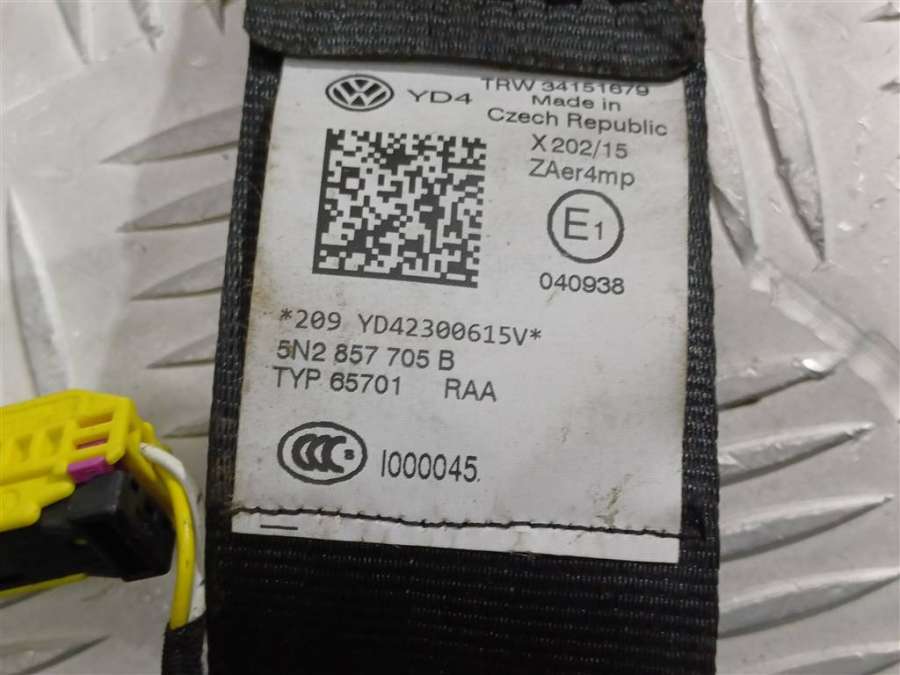 YD4
TRW 34151679
Made in
Czech Republic
X 202/15
ZAer4mp
E1
040938
*209 YD42300615V*
5N2 857 705 B
TYP 65701 RAA
CCC S I000045